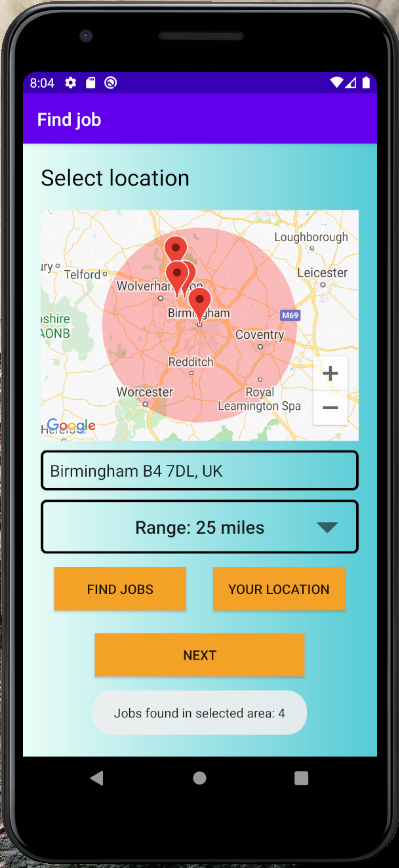 8:04
Find job
Select location
Loughborough
Telford
Leicester
Wolverhampton
Birmingham
M69
Coventry
AONB
Redditch
Worcester
Royal
Leamington Spa
+
−
Google
Birmingham B4 7DL, UK
Range: 25 miles
FIND JOBS
YOUR LOCATION
NEXT
Jobs found in selected area: 4